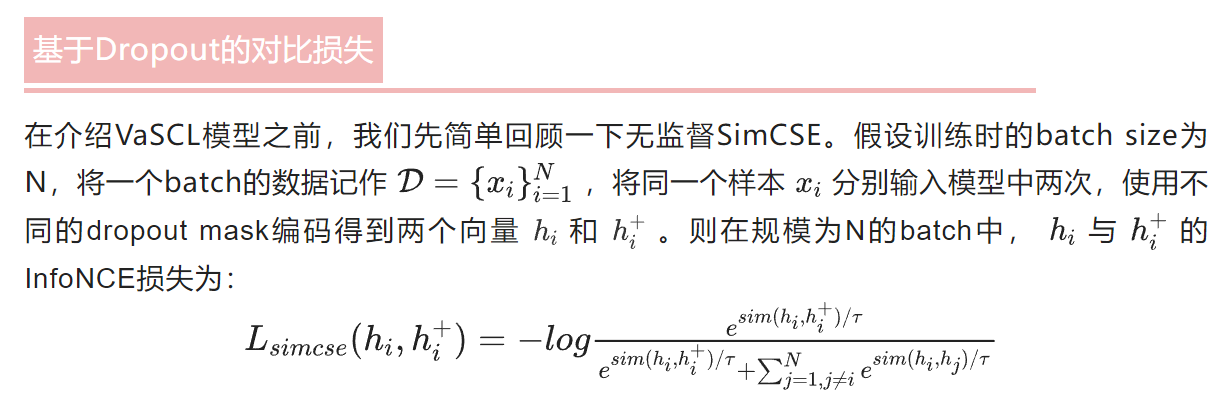 基于Dropout的对比损失
在介绍VaSCL模型之前，我们先简单回顾一下无监督SimCSE。假设训练时的batch size为
N，将一个batch的数据记作 $\mathcal{D} = \{x_i\}_{i=1}^{N}$ ，将同一个样本 $x_i$ 分别输入模型中两次，使用不
同的dropout mask编码得到两个向量 $h_i$ 和 $h_i^+$ 。则在规模为N的batch中， $h_i$ 与 $h_i^+$ 的
InfoNCE损失为：
$L_{simcse}(h_i, h_i^+) = -log\frac{e^{sim(h_i,h_i^+)/\tau}}{e^{sim(h_i,h_i^+)/\tau}+\sum_{j=1,j\neq i}^{N} e^{sim(h_i,h_j)/\tau}}$